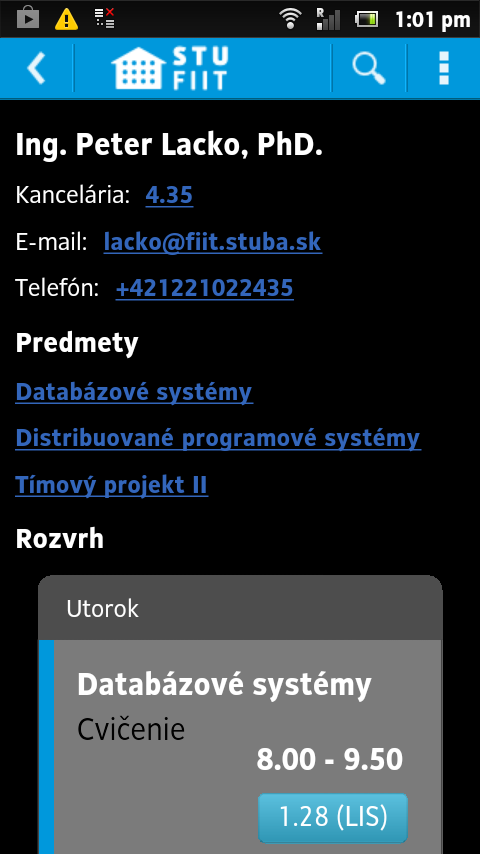 R
1:01 pm
STU
FIIT
Ing. Peter Lacko, PhD.
Kancelária: 4.35
E-mail: lacko@fiit.stuba.sk
Telefón: +421221022435
Predmety
Databázové systémy
Distribuované programové systémy
Tímový projekt II
Rozvrh
Utorok
Databázové systémy
Cvičenie
8.00 - 9.50
1.28 (LIS)